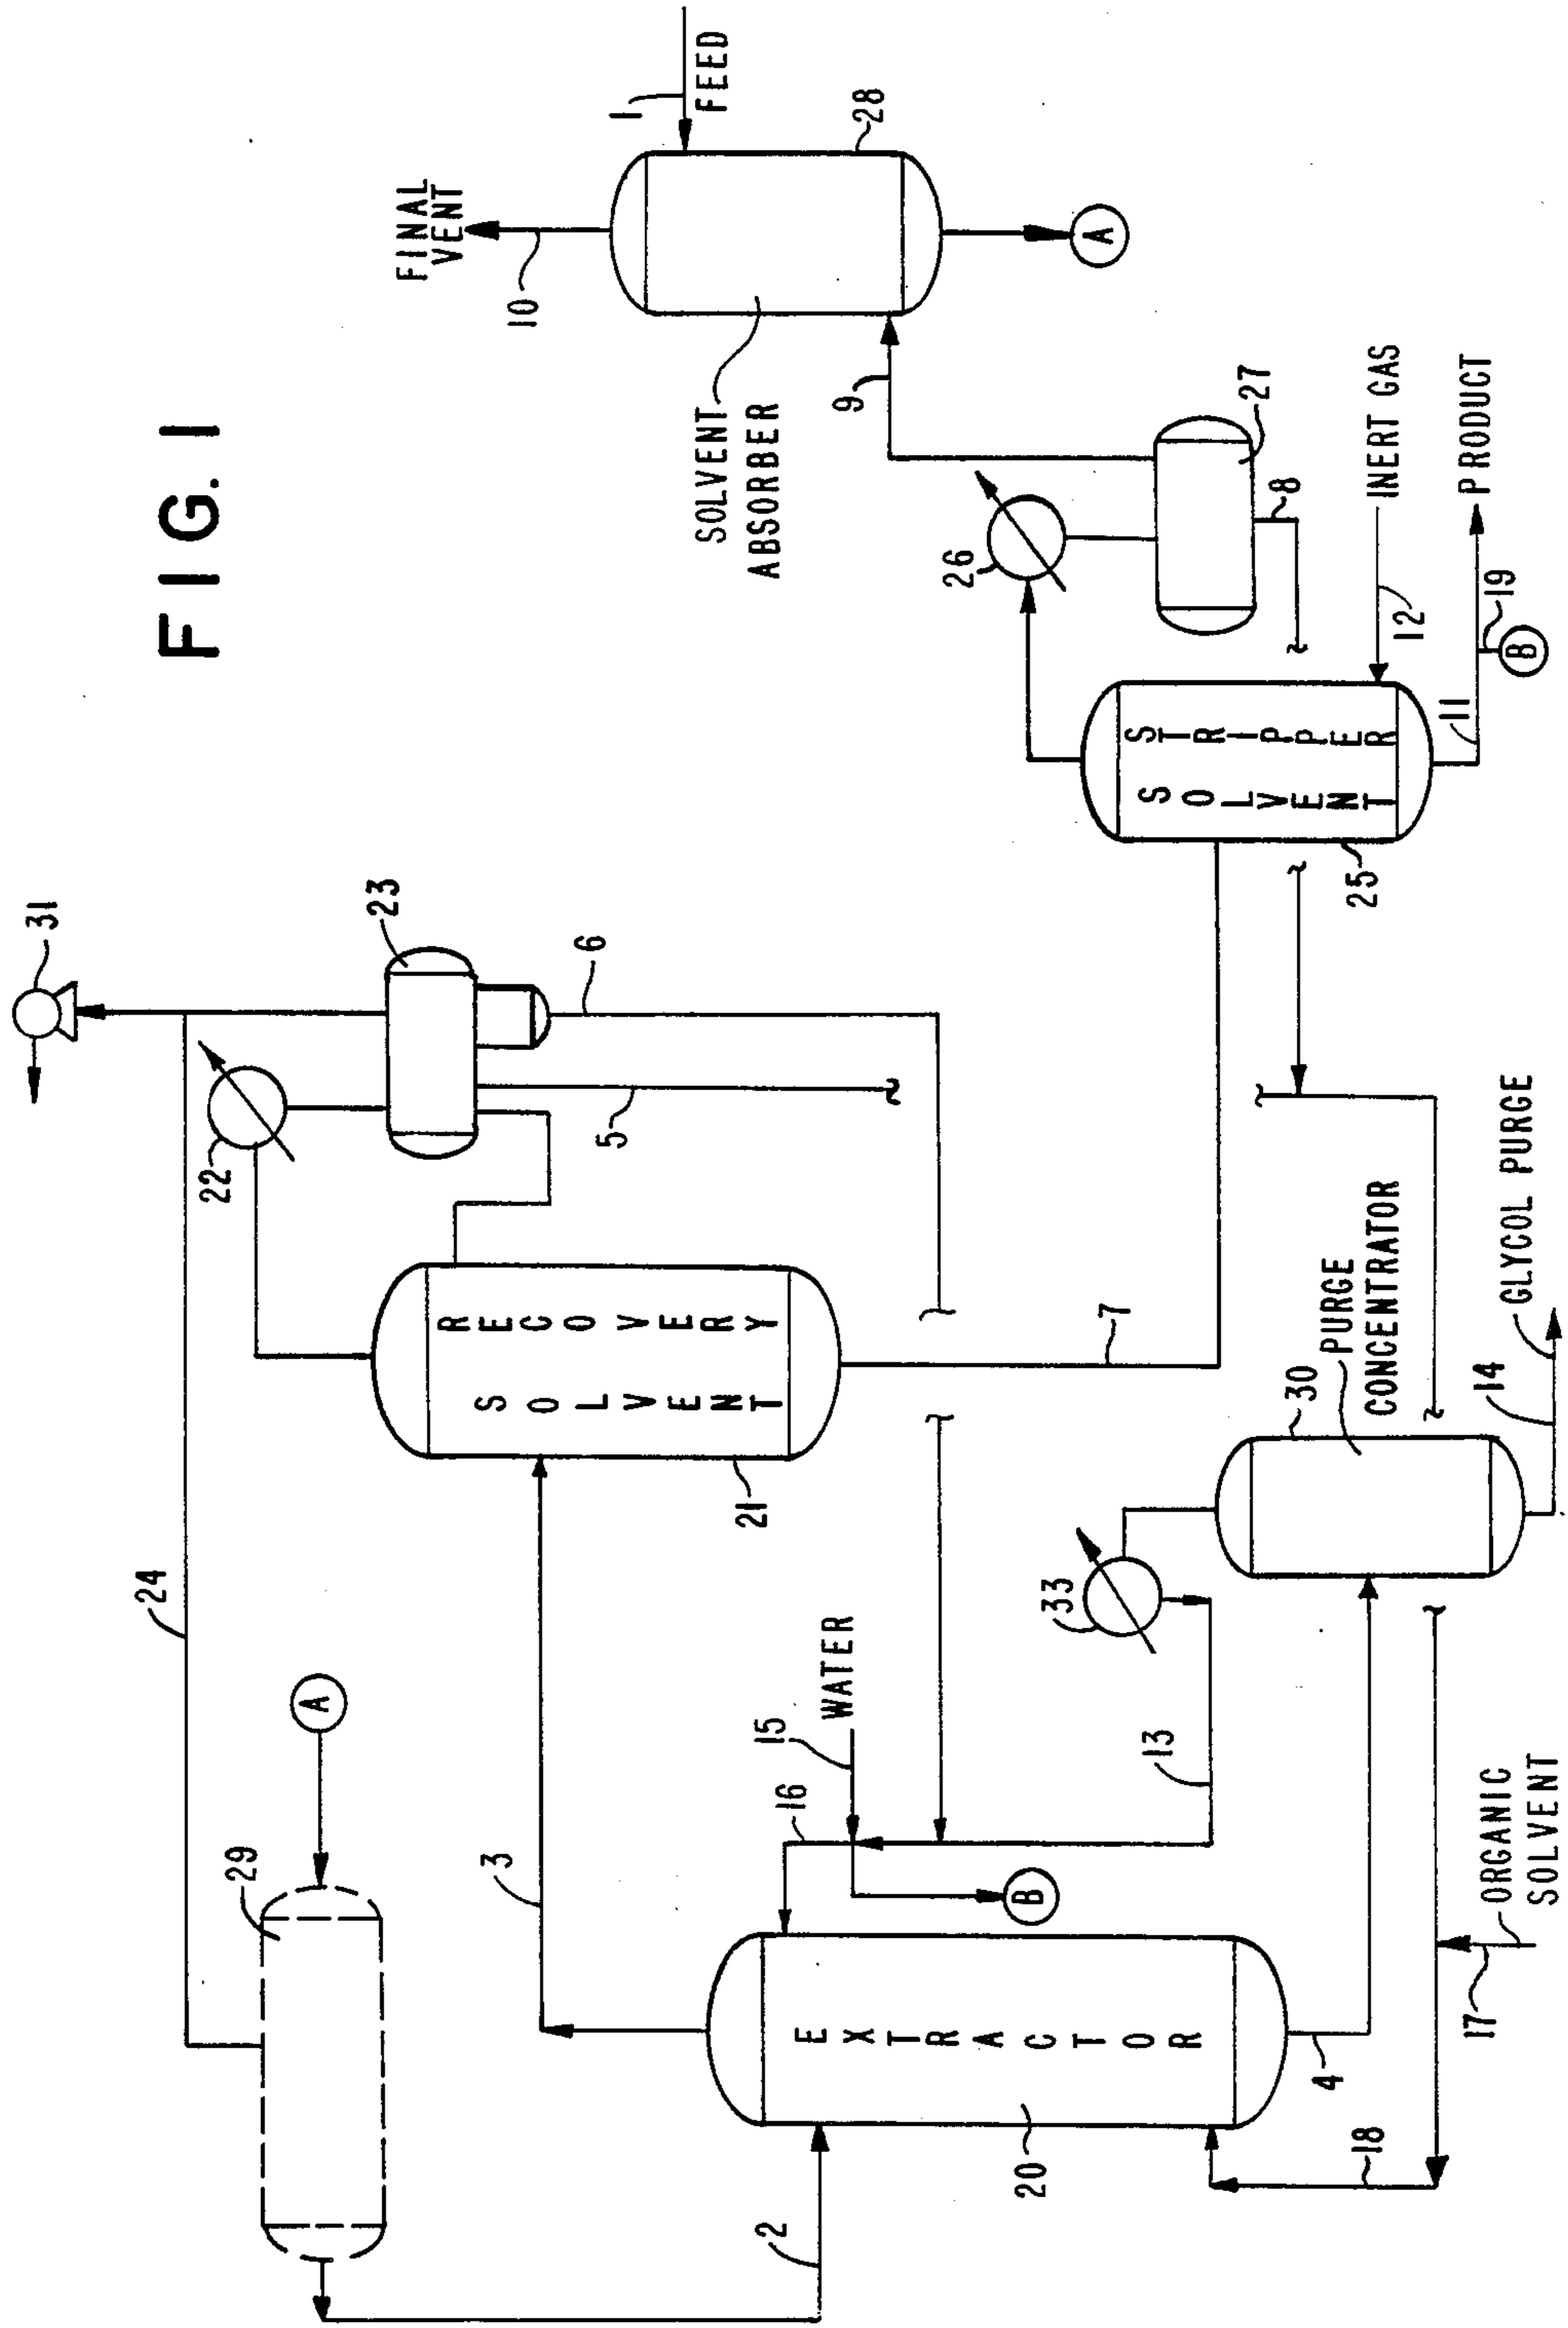 FIG. 1
31
24
A
29
22
23
3
21
SOLVENT
RECOVERY
5
6
7
2
EXTRACTOR
20
16
15
WATER
B
13
33
4
18
17
ORGANIC
SOLVENT
30
PURGE
CONCENTRATOR
14
GLYCOL PURGE
25
SOLVENT
STRIPPER
26
27
8
9
12
INERT GAS
11
19
B
PRODUCT
SOLVENT
ABSORBER
28
FINAL
VENT
10
1
FEED
A